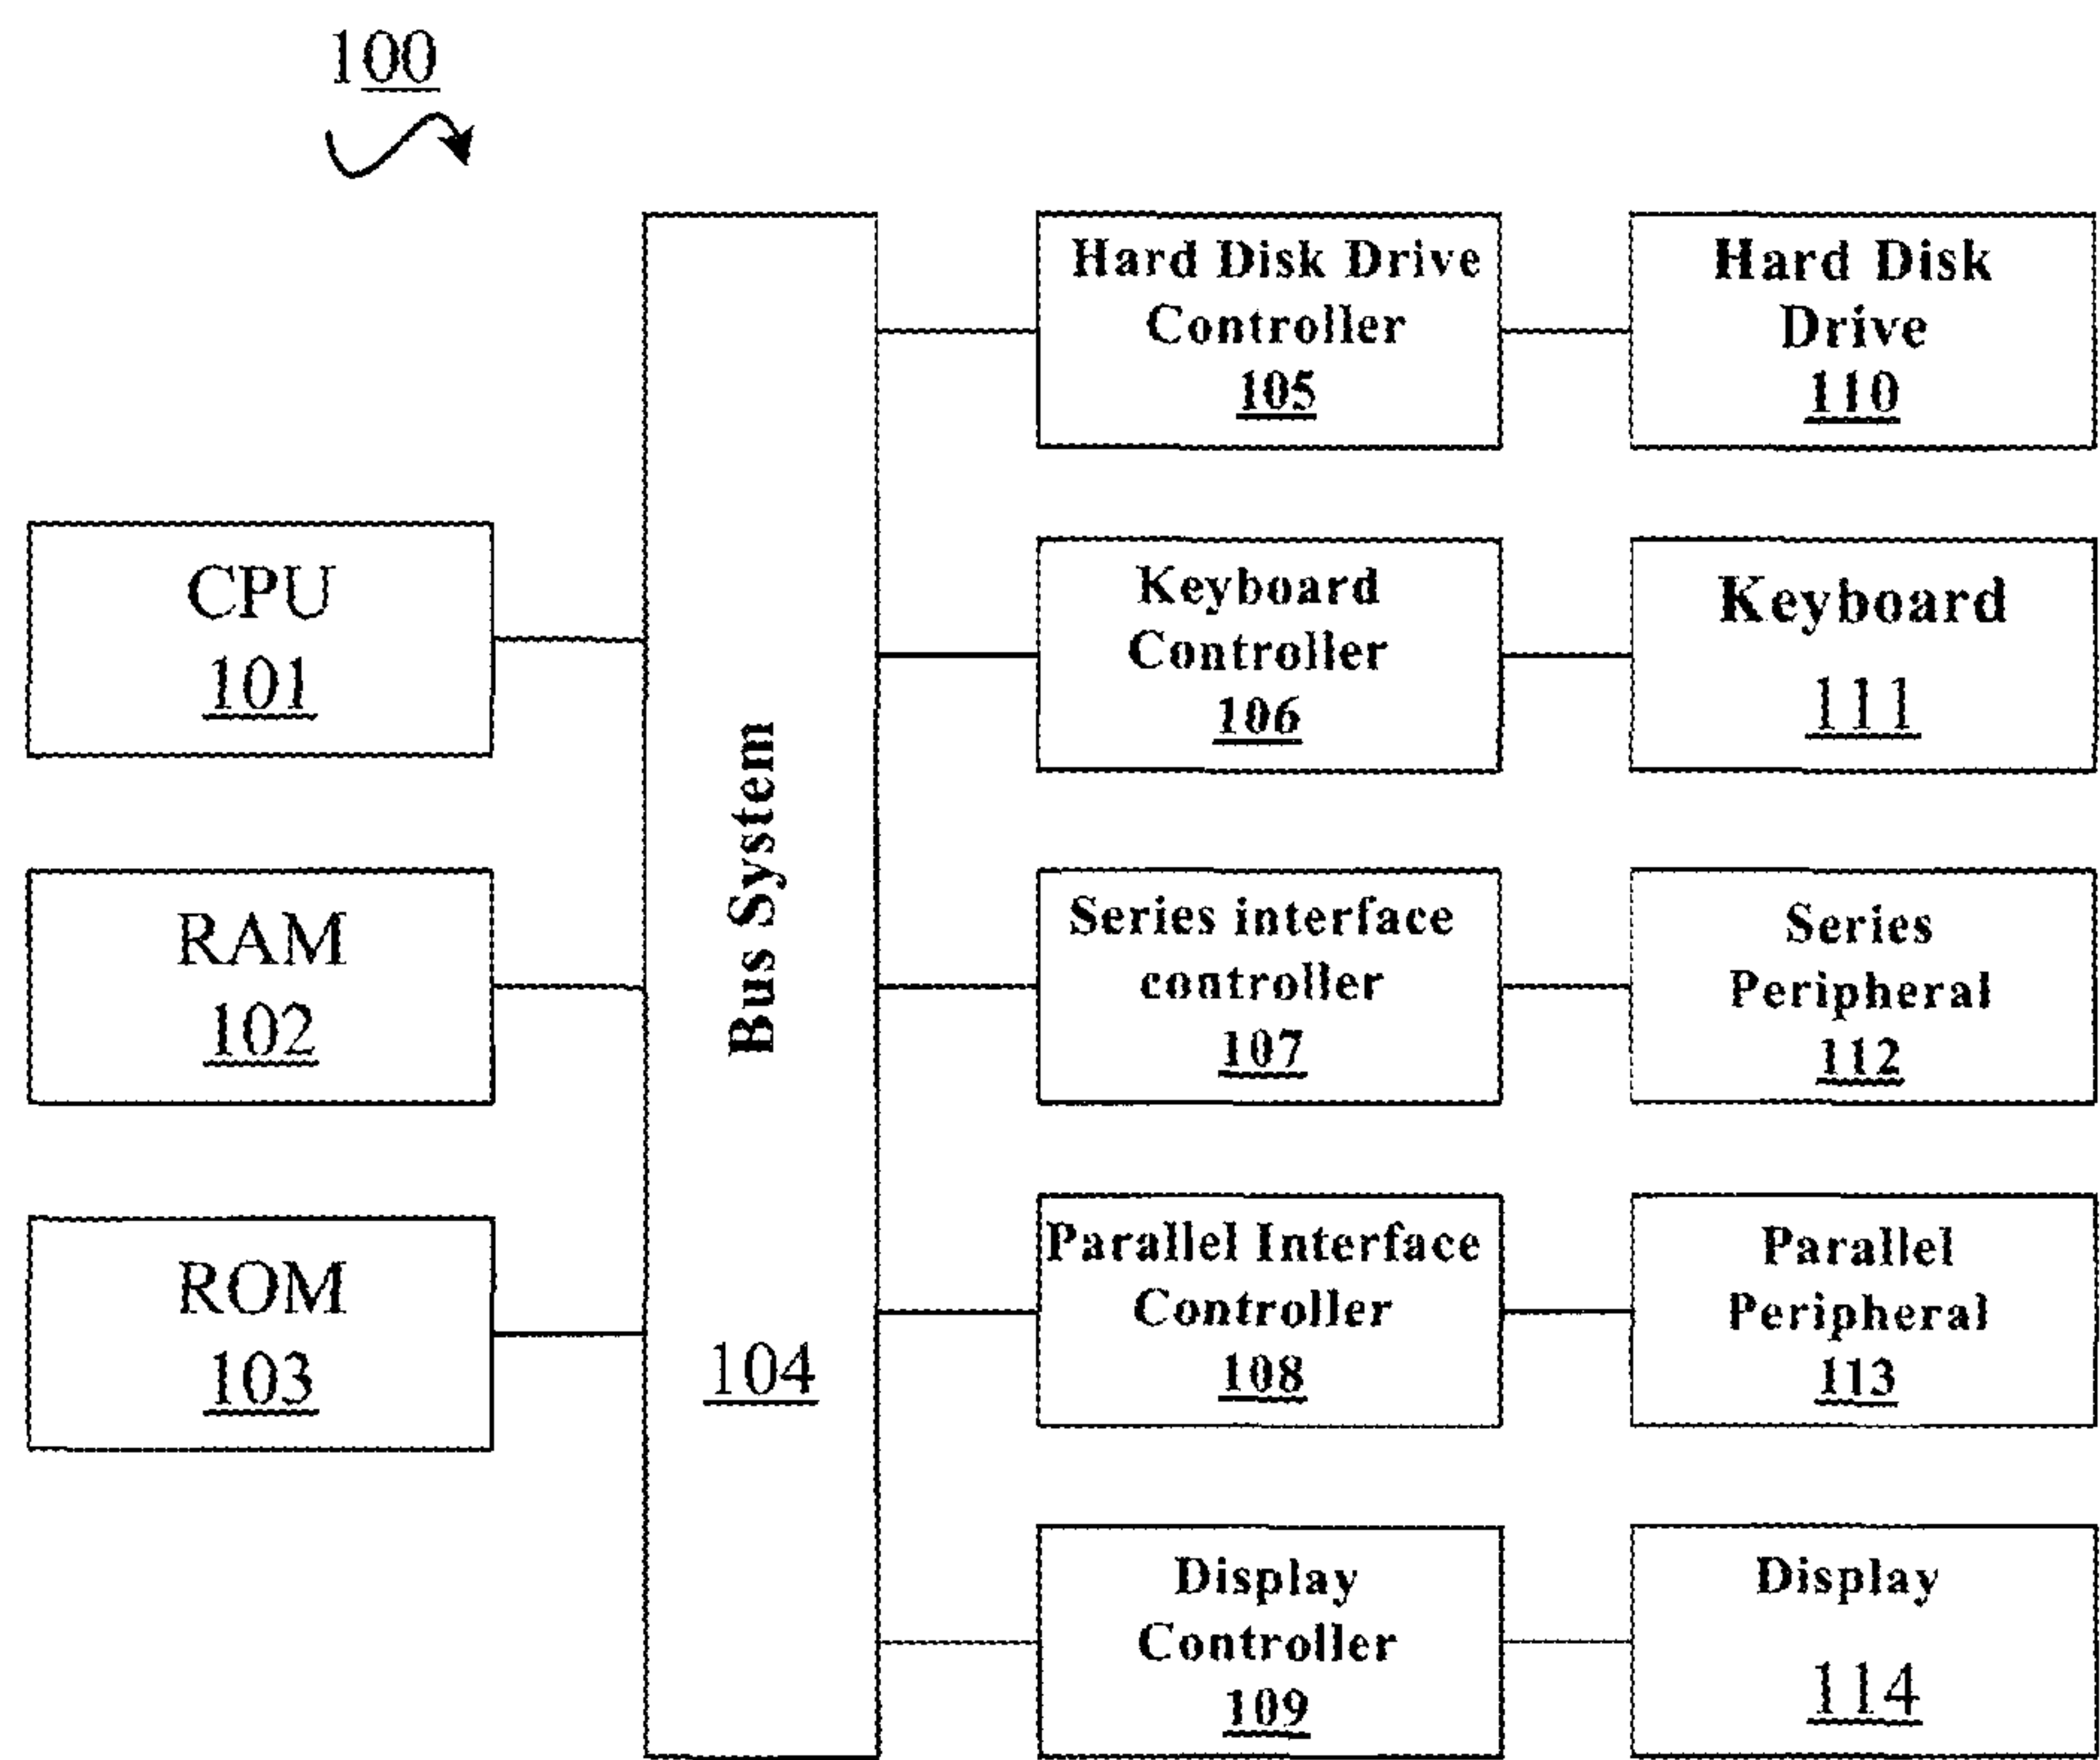 100
Hard Disk Drive
Controller
105
Hard Disk
Drive
110
CPU
101
Keyboard
Controller
106
Keyboard
111
Bus System
104
RAM
102
Series interface
controller
107
Series
Peripheral
112
ROM
103
Parallel Interface
Controller
108
Parallel
Peripheral
113
Display
Controller
109
Display
114